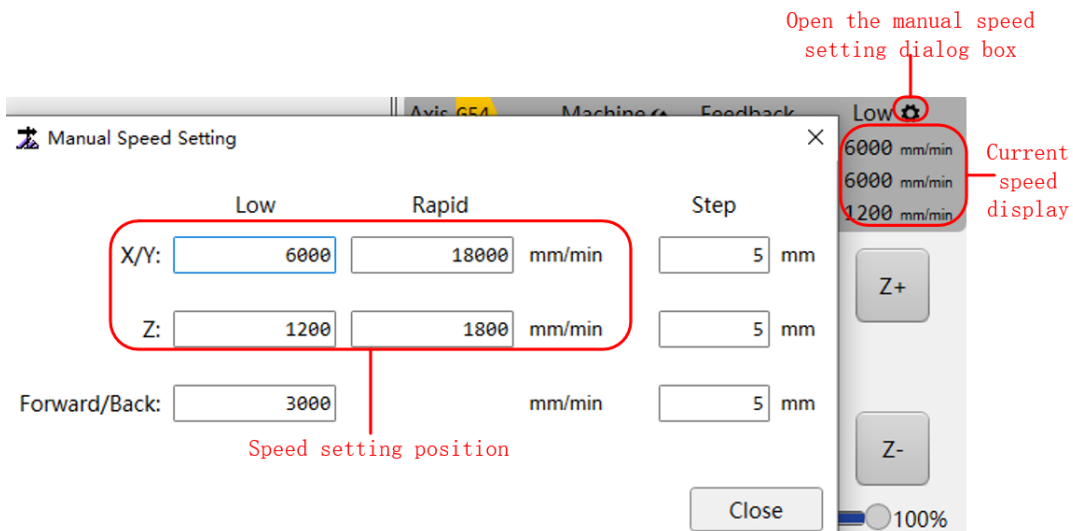 Open the manual speed
setting dialog box
Axis G54 Machine Feedback Low
Manual Speed Setting
6000 mm/min
6000 mm/min
1200 mm/min
Current
speed
display
Low Rapid Step
X/Y: 6000 18000 mm/min 5 mm
Z+
Z: 1200 1800 mm/min 5 mm
Forward/Back: 3000 mm/min 5 mm
Speed setting position
Z-
Close
100%